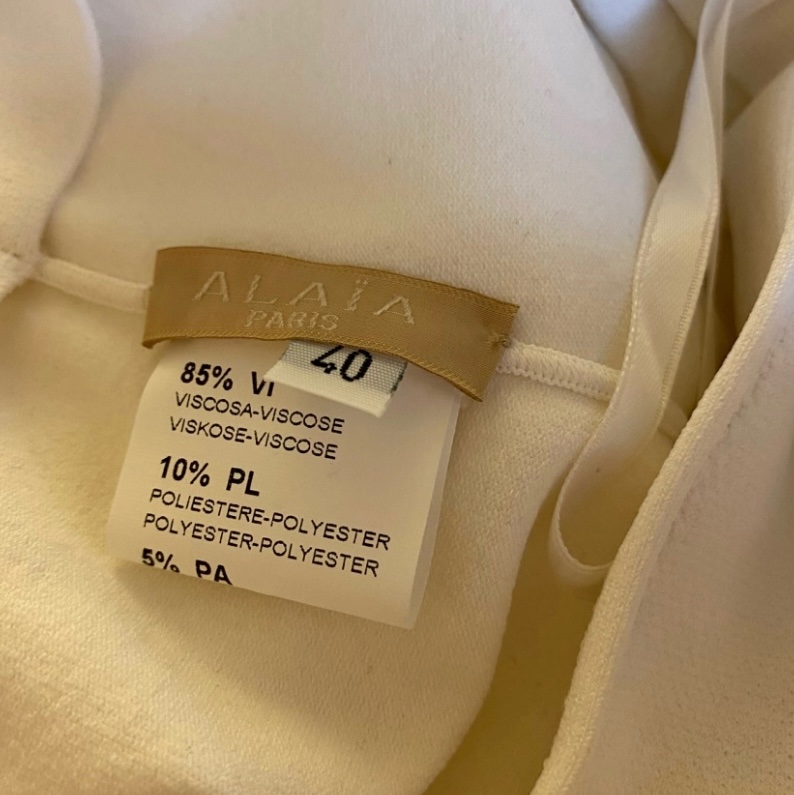 ALAÏA
PARIS
40
85% VI
VISCOSA-VISCOSE
VISKOSE-VISCOSE
10% PL
POLIESTERE-POLYESTER
POLYESTER-POLYESTER
5% PA